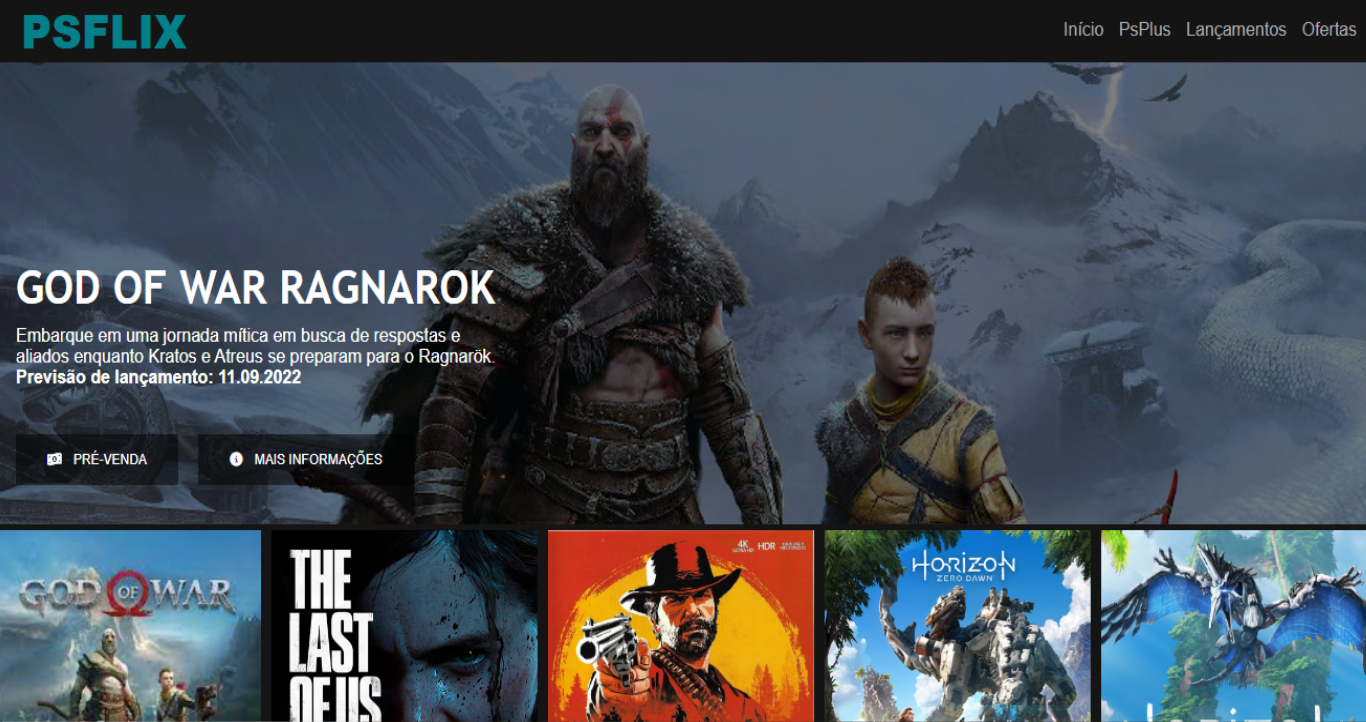 PSFLIX
Início PsPlus Lançamentos Ofertas
GOD OF WAR RAGNAROK
Embarque em uma jornada mítica em busca de respostas e
aliados enquanto Kratos e Atreus se preparam para o Ragnarök.
Previsão de lançamento: 11.09.2022
PRÉ-VENDA
MAIS INFORMAÇÕES
GOD OF WAR
THE
LAST
OF US
4K HDR
ULTRA HD
HORIZON
ZERO DAWN